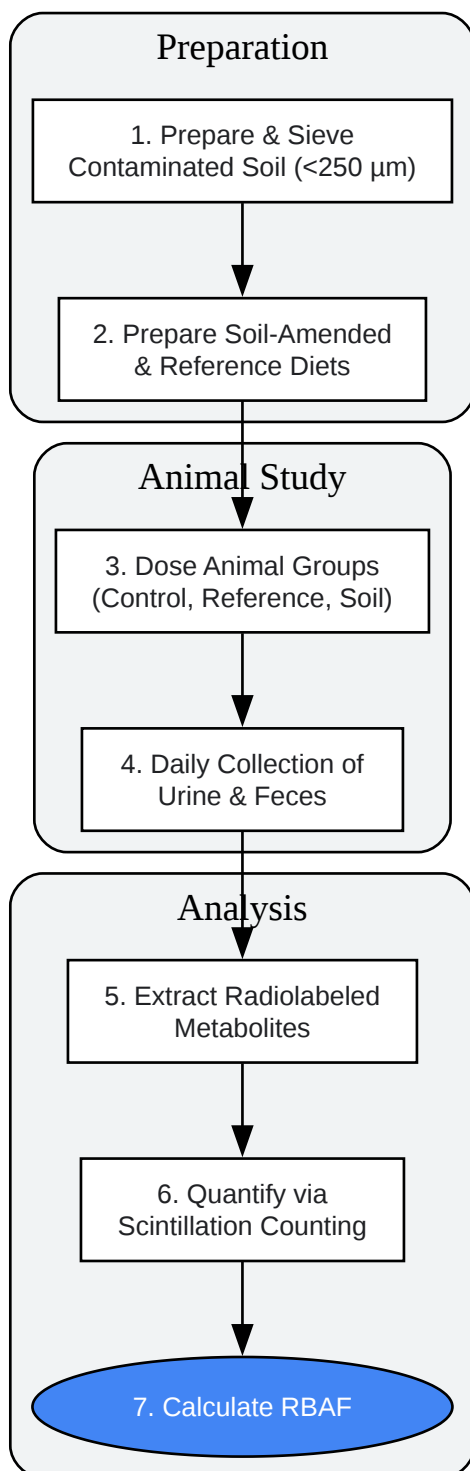 Preparation
1. Prepare & Sieve
Contaminated Soil (<250 µm)
2. Prepare Soil-Amended
& Reference Diets
Animal Study
3. Dose Animal Groups
(Control, Reference, Soil)
4. Daily Collection of
Urine & Feces
Analysis
5. Extract Radiolabeled
Metabolites
6. Quantify via
Scintillation Counting
7. Calculate RBAF